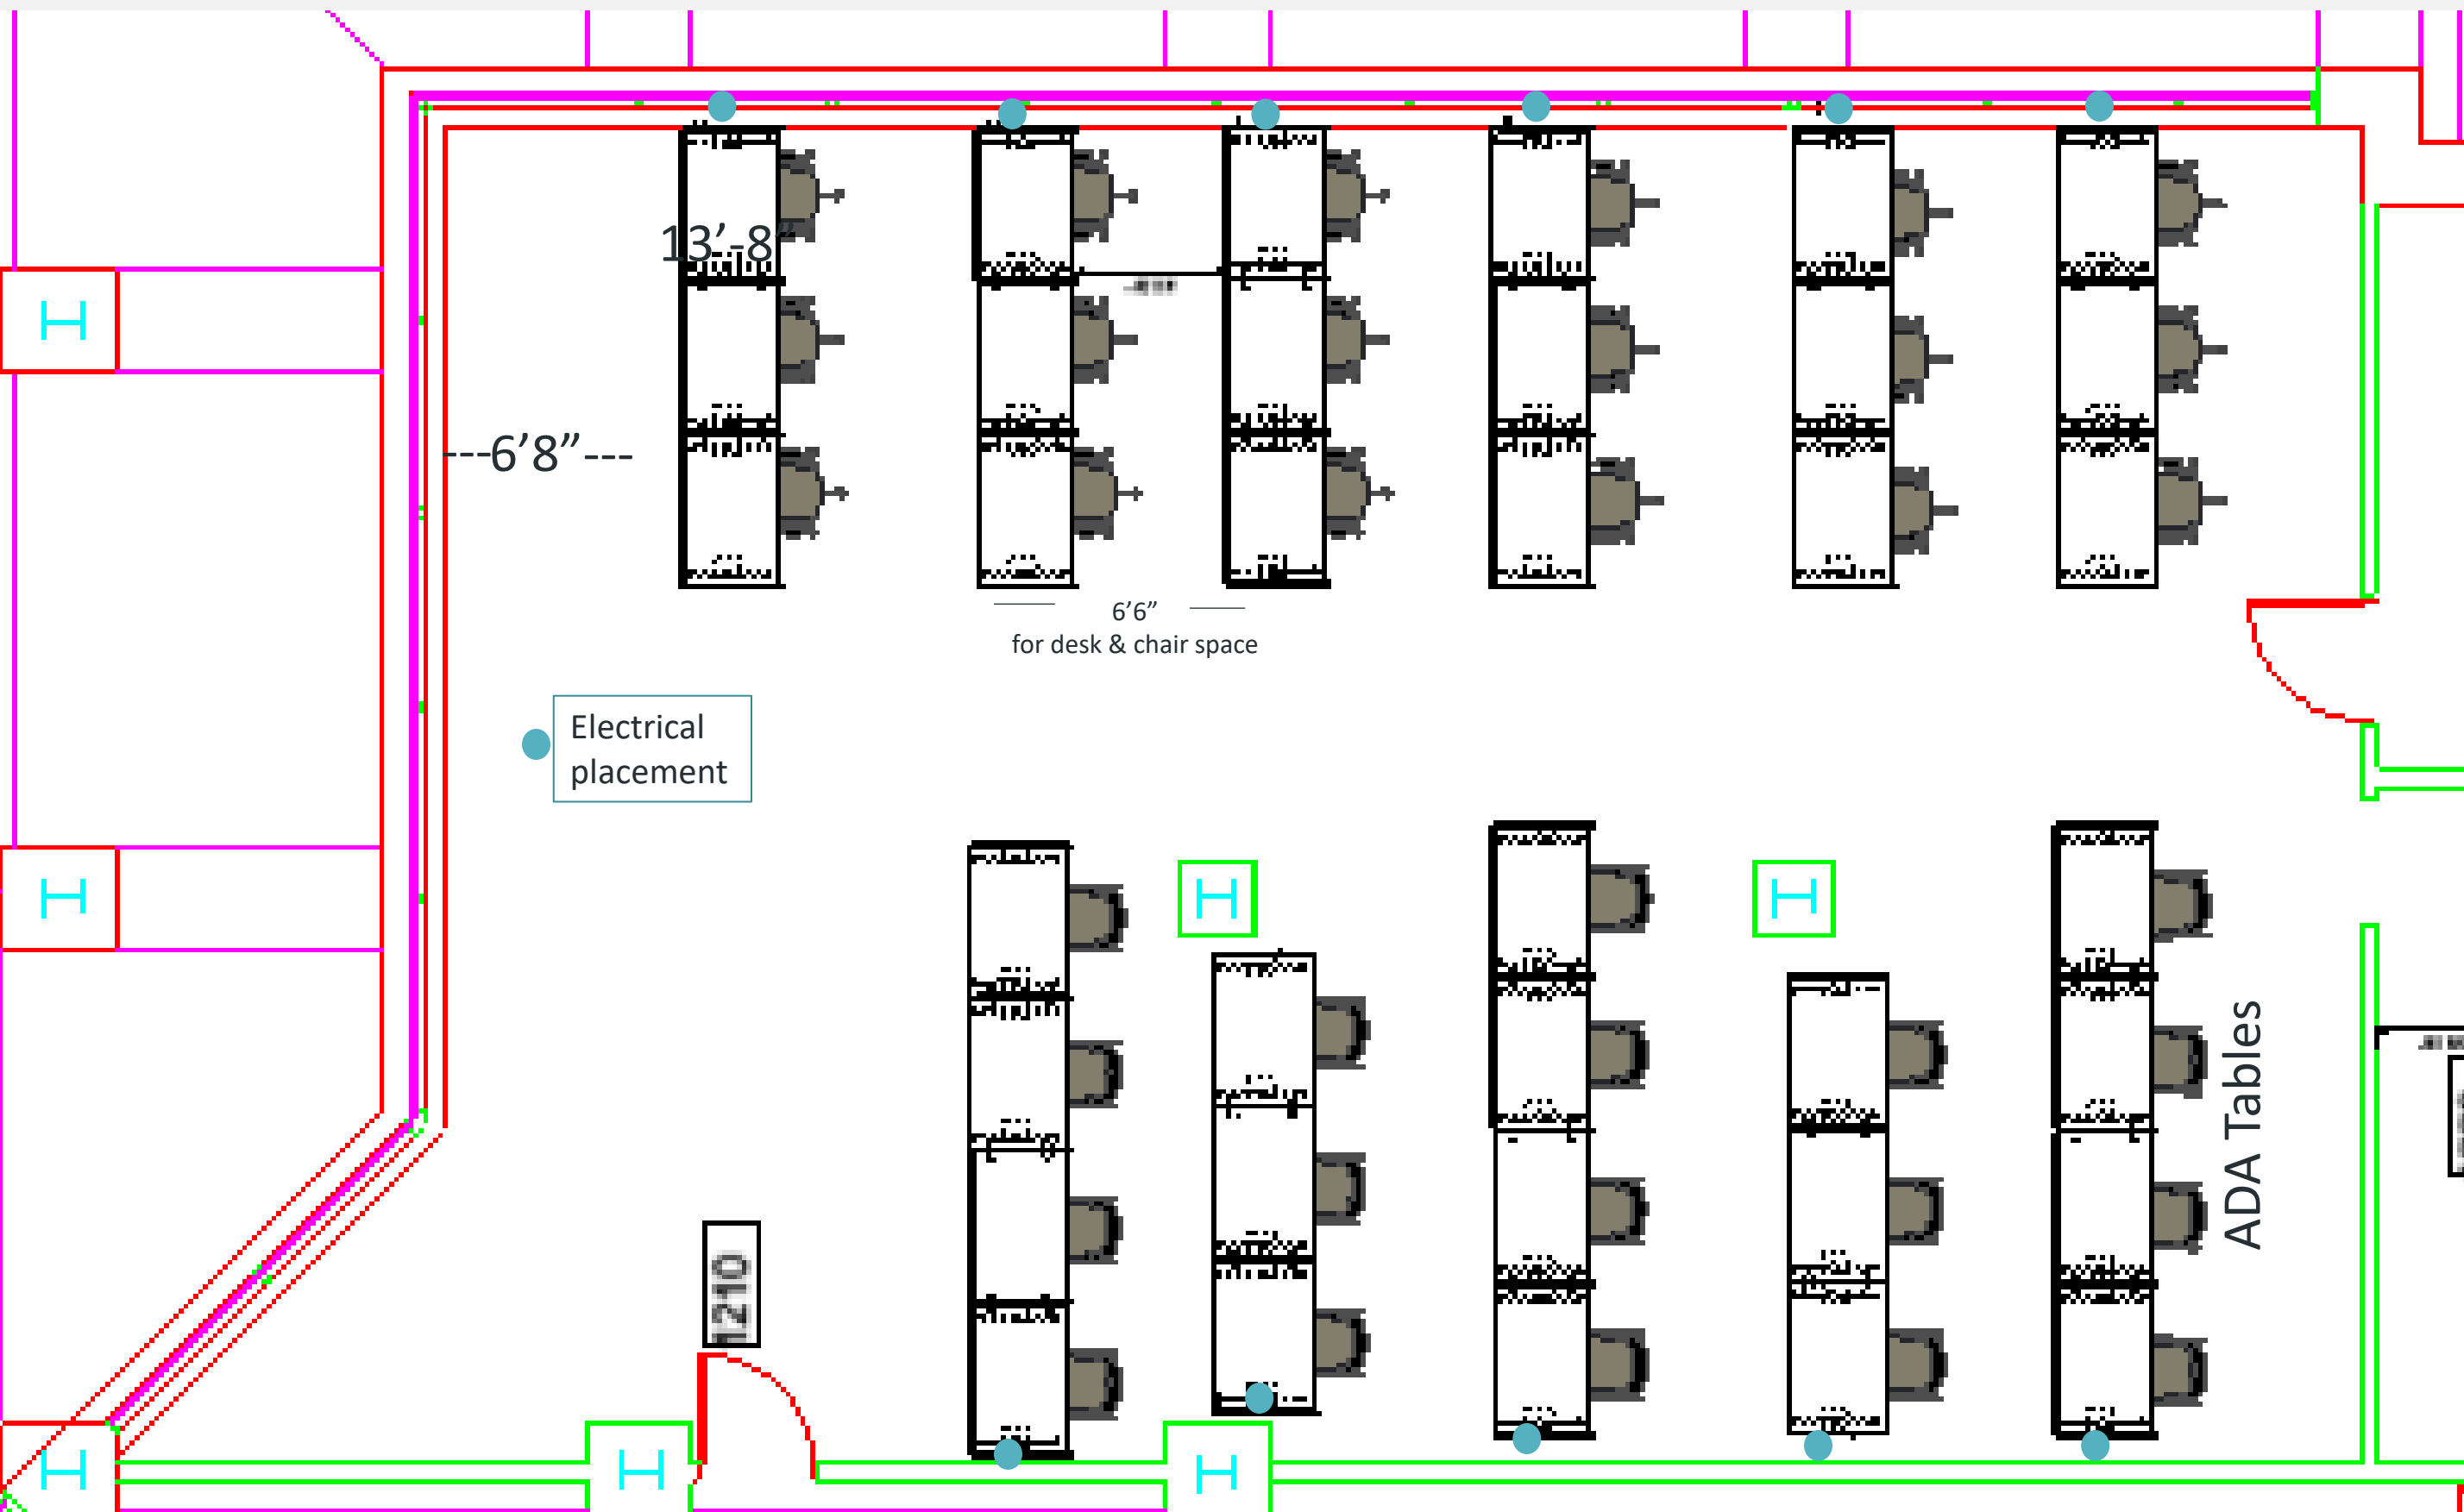 13’-8”
---6’8”---
6’6”
for desk & chair space
Electrical
placement
ADA Tables
1210